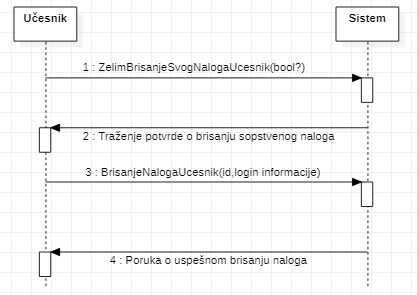 Učesnik
Sistem
1 : ZelimBrisanjeSvogNalogaUcesnik(bool?)
2 : Traženje potvrde o brisanju sopstvenog naloga
3 : BrisanjeNalogaUcesnik(id,login informacije)
4 : Poruka o uspešnom brisanju naloga